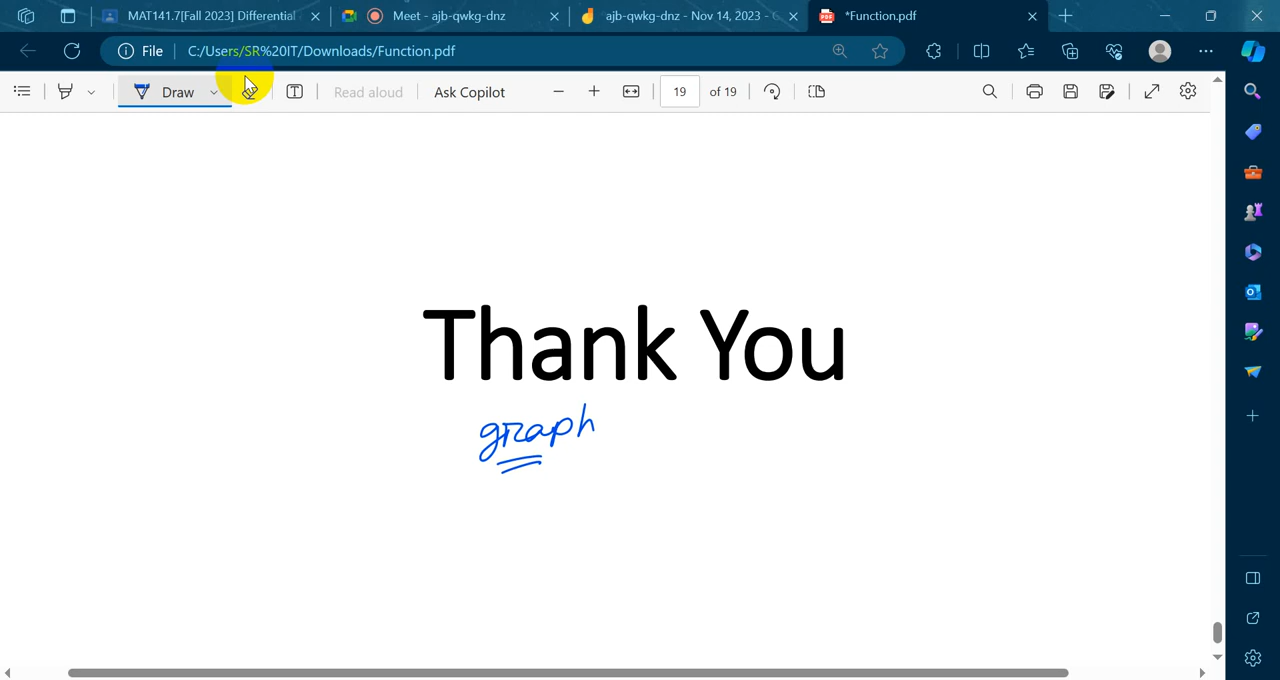 MAT141.7[Fall 2023] Differential
Meet - ajb-qwkg-dnz
ajb-qwkg-dnz - Nov 14, 2023 - G
*Function.pdf
File
C:/Users/SR%20IT/Downloads/Function.pdf
Draw
Read aloud
Ask Copilot
19
of 19
Thank You
graph